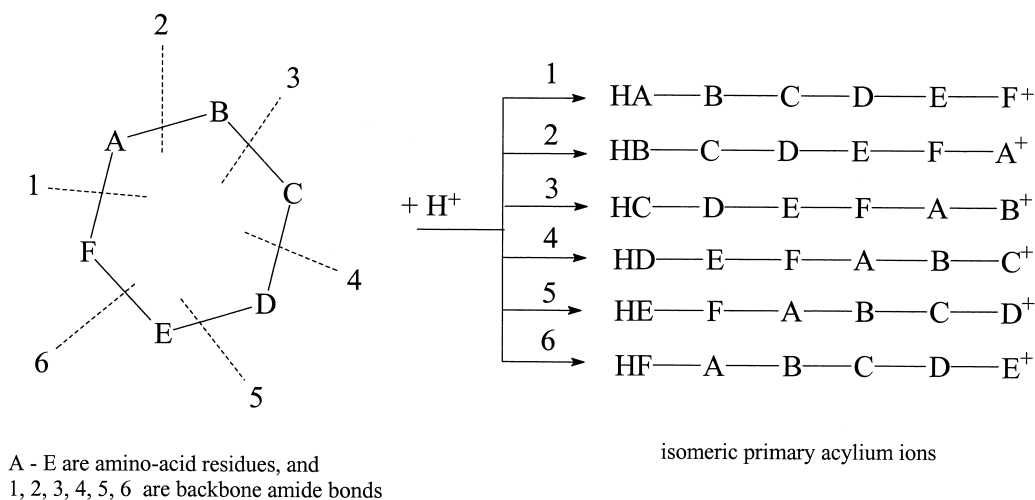 2
3
B
A
1
C
F
4
E
D
6
5
+ H+
1
HA—B—C—D—E—F+
2
HB—C—D—E—F—A+
3
HC—D—E—F—A—B+
4
HD—E—F—A—B—C+
5
HE—F—A—B—C—D+
6
HF—A—B—C—D—E+
A - E are amino-acid residues, and
1, 2, 3, 4, 5, 6 are backbone amide bonds
isomeric primary acylium ions